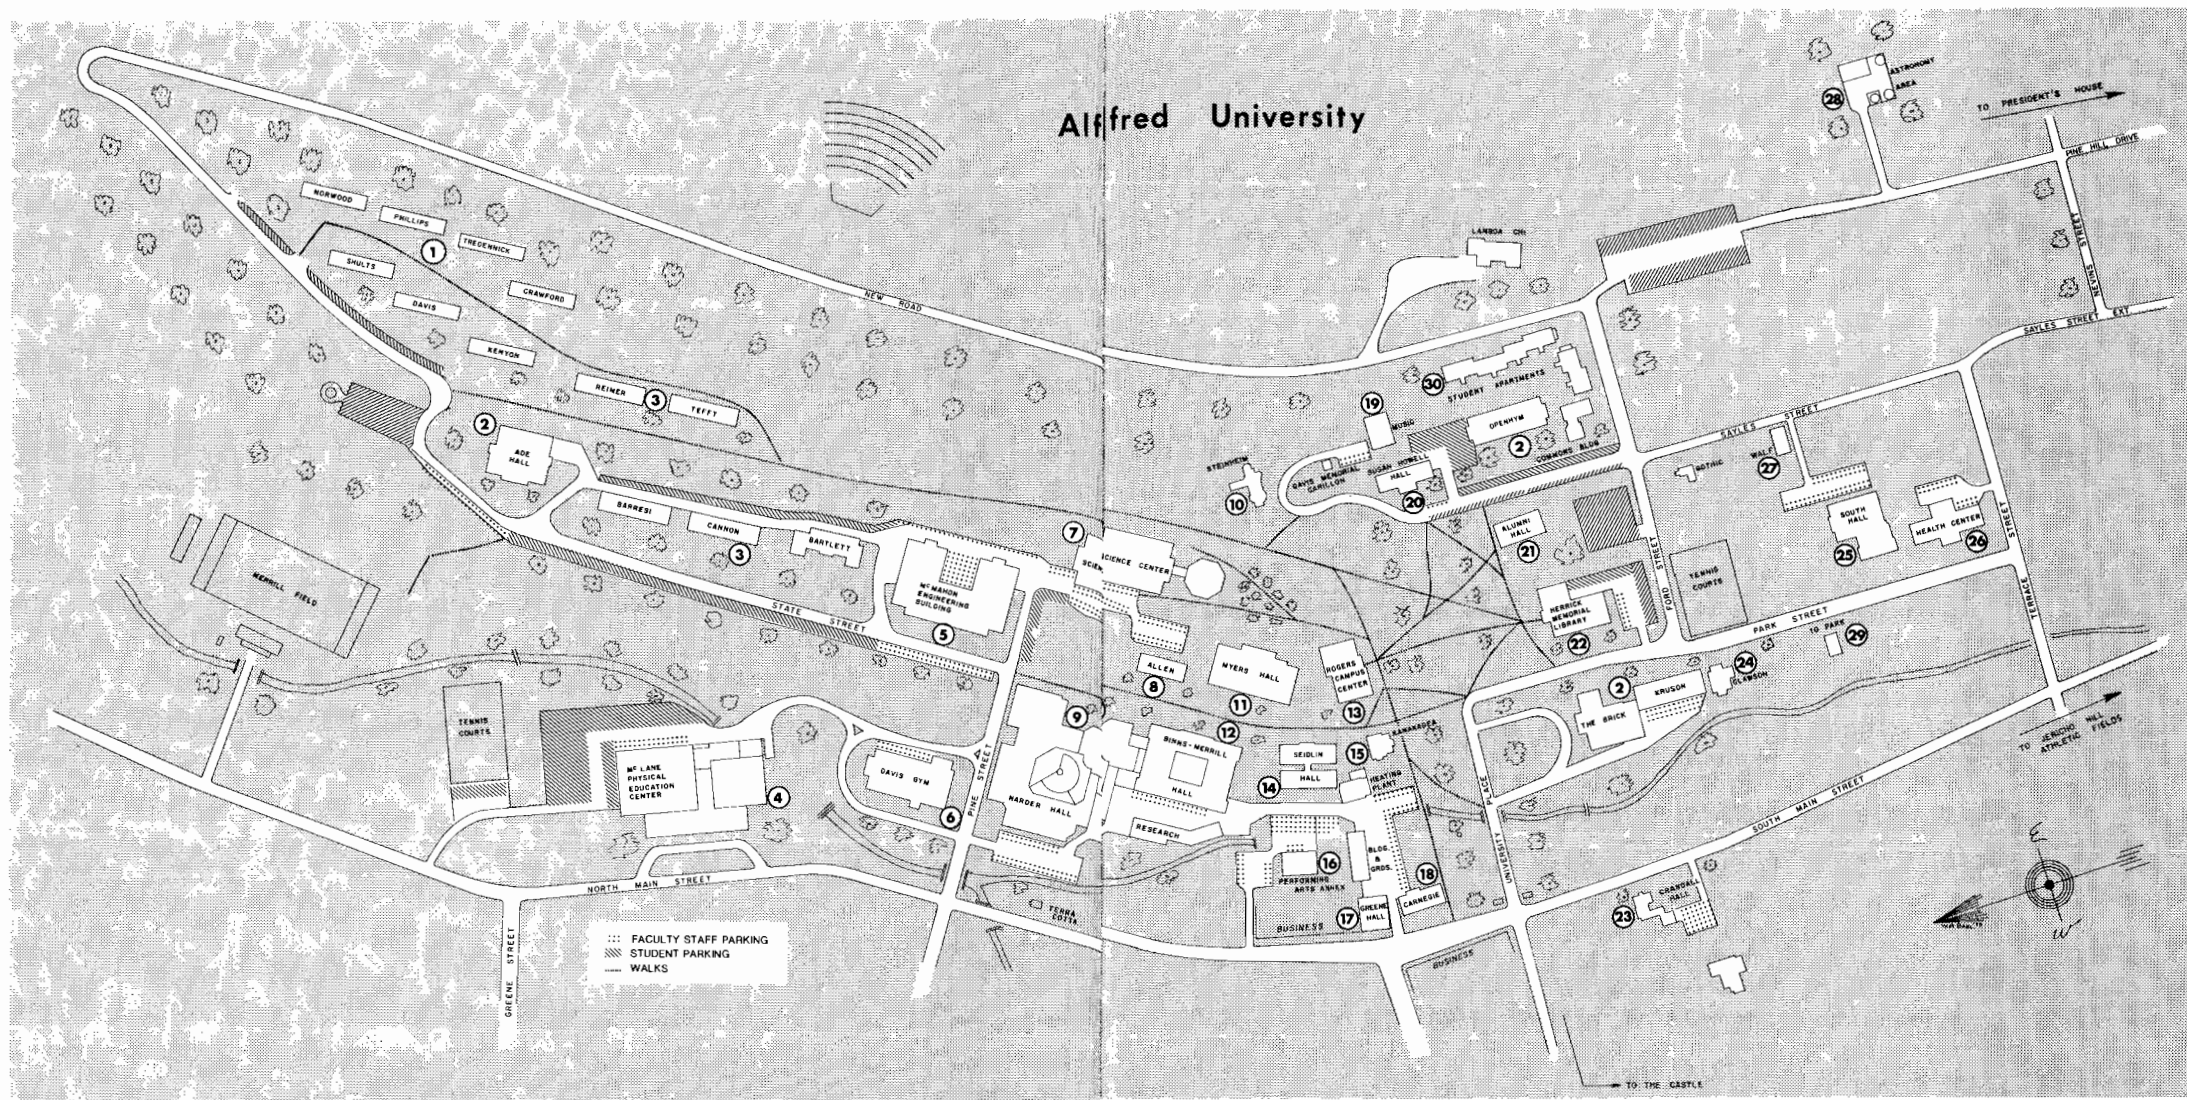 Alffred University
28
ASTRONOMY
AREA
TO PRESIDENT'S HOUSE
PINE HILL DRIVE
NEVINS STREET
STREET
SAYLES STREET EXT.
NORWOOD
PHILLIPS
TREDENNICK
1
SHULTS
DAVIS
CRAWFORD
KENYON
REIMER
3
TEFFT
NEW ROAD
LAMBDA CHI
30
STUDENT APARTMENTS
19
MUSIC
OPENHYM
2
COMMONS BLDG
SUSAN HOWELL
HALL
20
DAVIS MEMORIAL
CARILLON
STEINHEIM
10
SAYLES STREET
GOTHIC
27
2
ADE
HALL
BARRESI
CANNON
3
BARTLETT
MERRILL FIELD
STATE STREET
McMAHON
ENGINEERING
BUILDING
5
7
SCIENCE CENTER
ALUMNI
HALL
21
HERRICK
MEMORIAL
LIBRARY
22
FORD STREET
TENNIS
COURTS
SOUTH
HALL
25
HEALTH CENTER
26
TERRACE STREET
PARK STREET
10 PARK
29
ALLEN
8
MYERS HALL
11
ROGERS
CAMPUS
CENTER
13
24
CLAWSON
2
KRUSON
THE BRICK
TENNIS
COURTS
McLANE
PHYSICAL
EDUCATION
CENTER
4
DAVIS GYM
6
PINE STREET
9
HARDER HALL
12
BINNS-MERRILL
HALL
SEIDLIN
HALL
14
15
KANAKADEA
HEATING
PLANT
RESEARCH
16
PERFORMING
ARTS ANNEX
BLDG.
&
GRDS.
17
GREENE
HALL
18
CARNEGIE
BUSINESS
BUSINESS
UNIVERSITY PLACE
SOUTH MAIN STREET
TO JERICHO HILL
ATHLETIC FIELDS
23
CRANDALL
HALL
E
W
NORTH MAIN STREET
GREENE STREET
TERRA
COTTA
FACULTY STAFF PARKING
STUDENT PARKING
WALKS
TO THE CASTLE